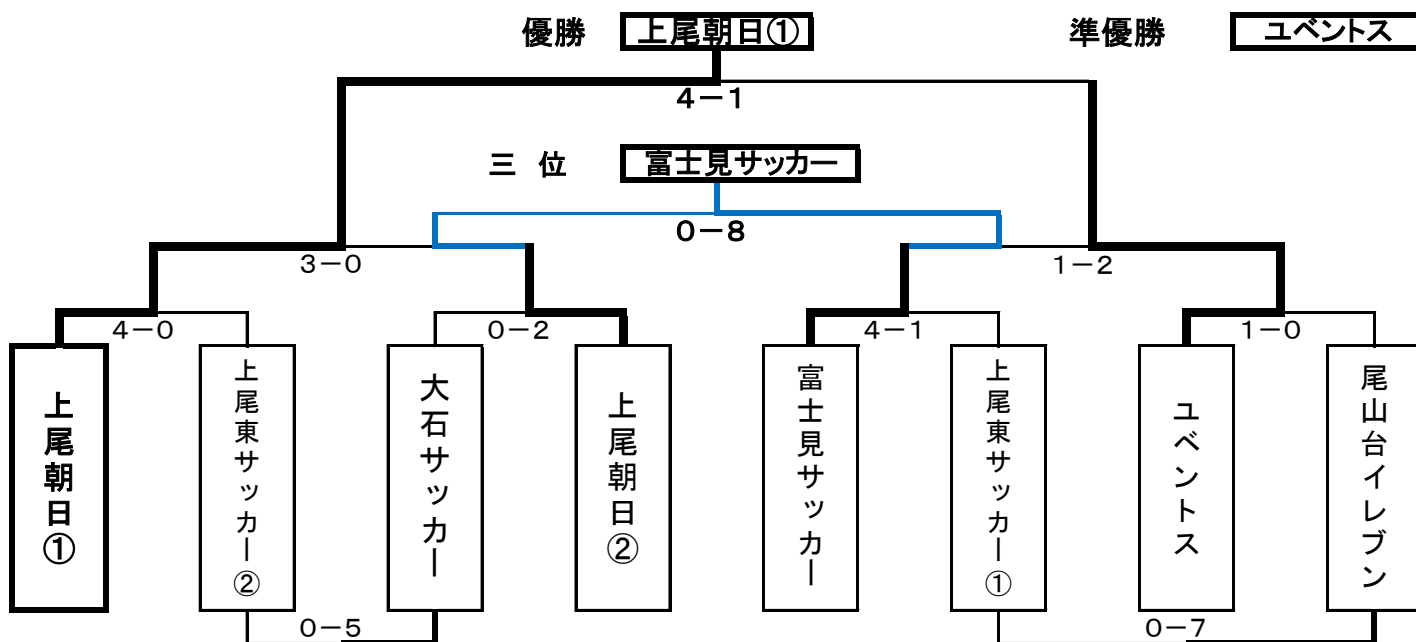 優勝 上尾朝日① 準優勝 ユベントス
4－1
三 位 富士見サッカー
0－8
3－0 1－2
4－0 0－2 4－1 1－0
上尾朝日①
上尾東サッカー②
大石サッカー
上尾朝日②
富士見サッカー
上尾東サッカー①
ユベントス
尾山台イレブン
0－5 0－7